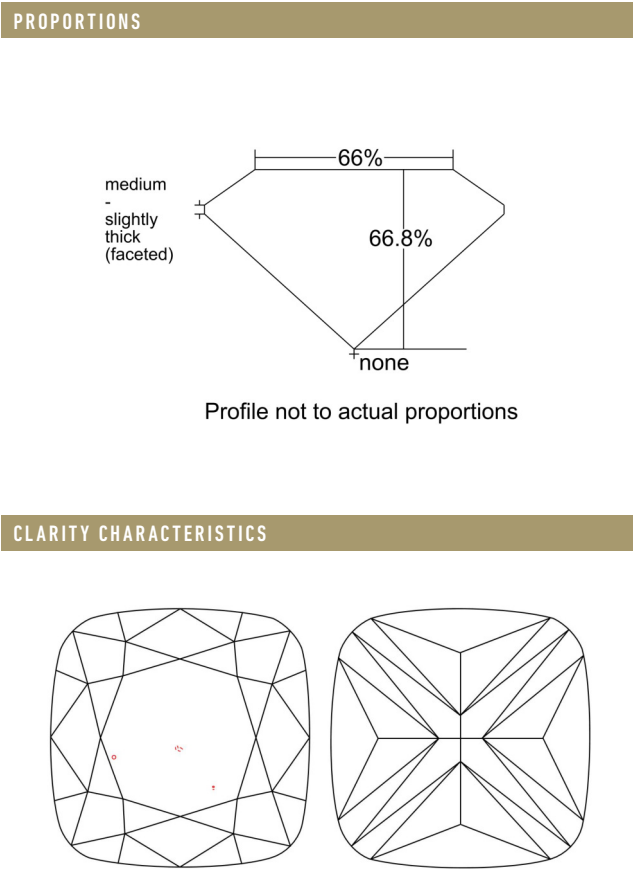 PROPORTIONS
66%
medium
-
slightly
thick
(faceted)
66.8%
none
Profile not to actual proportions
CLARITY CHARACTERISTICS